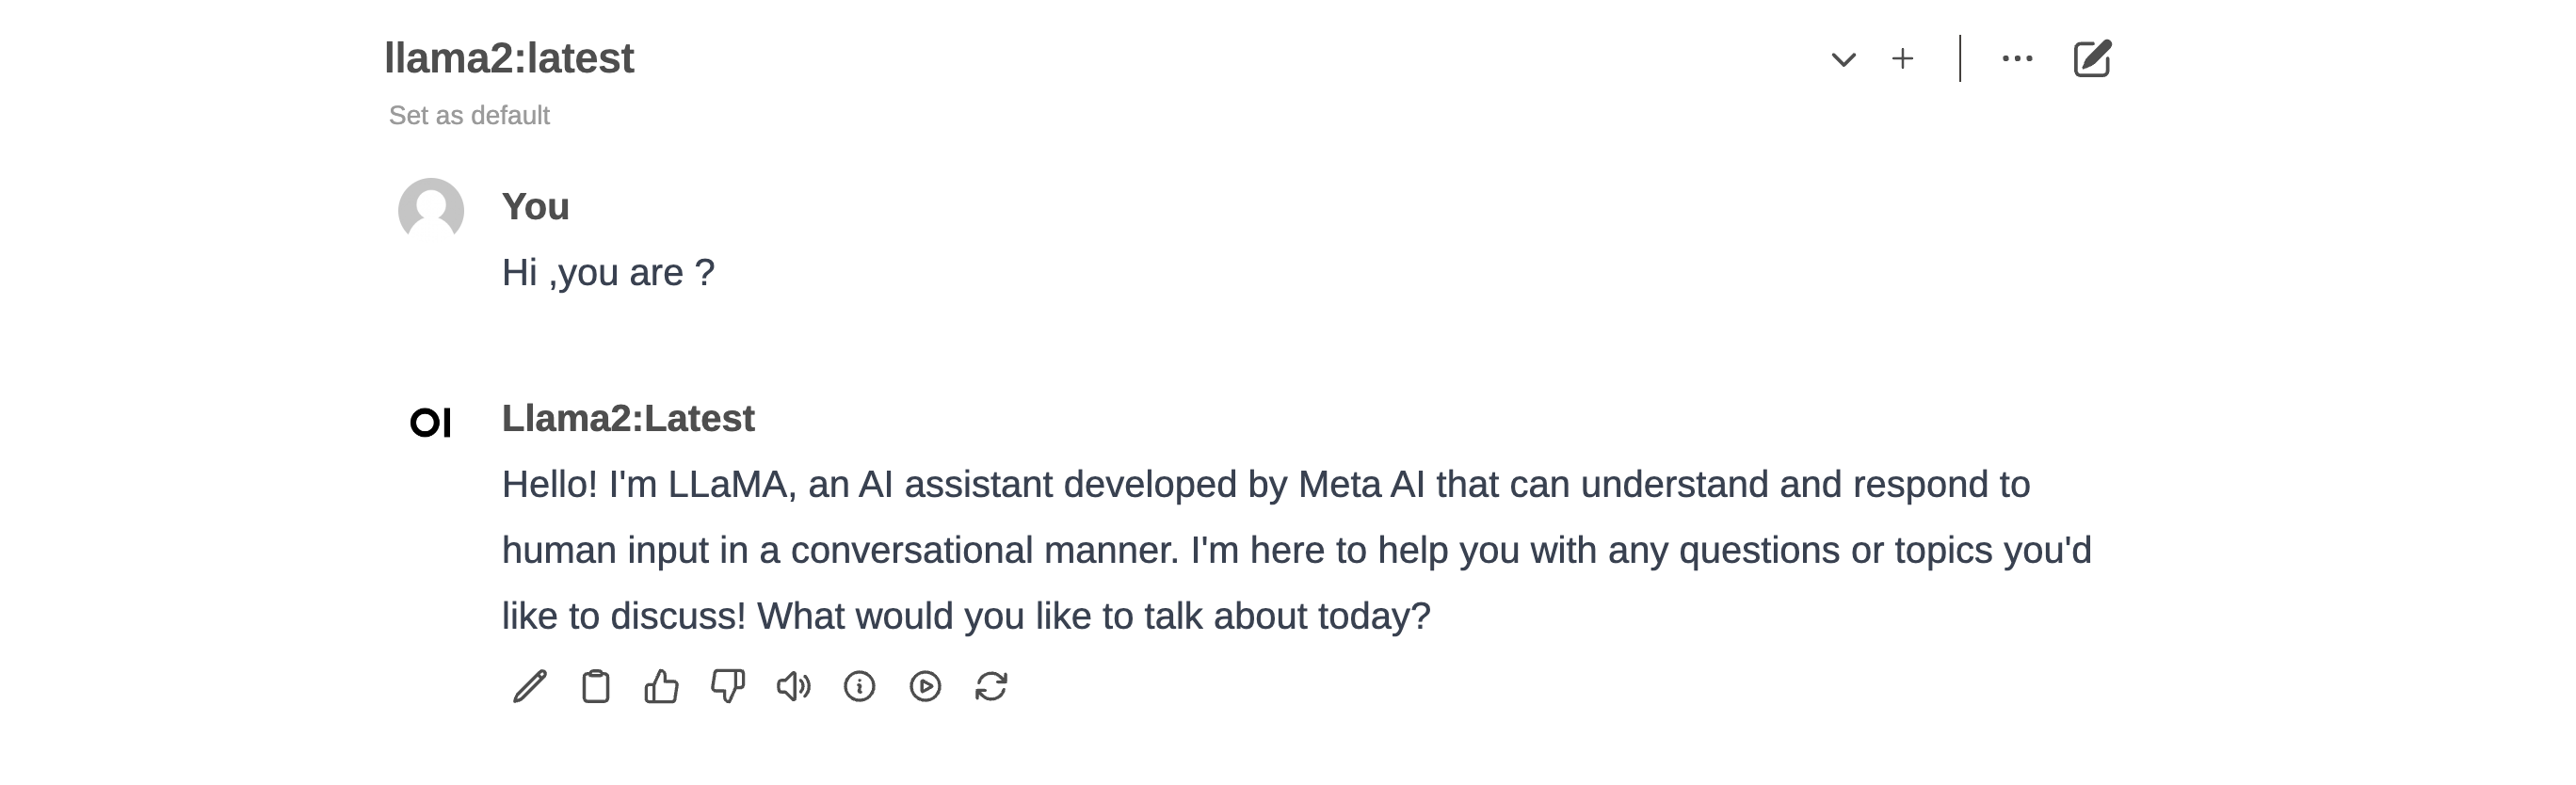 llama2:latest
Set as default
You
Hi ,you are ?
OI
Llama2:Latest
Hello! I'm LLaMA, an AI assistant developed by Meta AI that can understand and respond to
human input in a conversational manner. I'm here to help you with any questions or topics you'd
like to discuss! What would you like to talk about today?